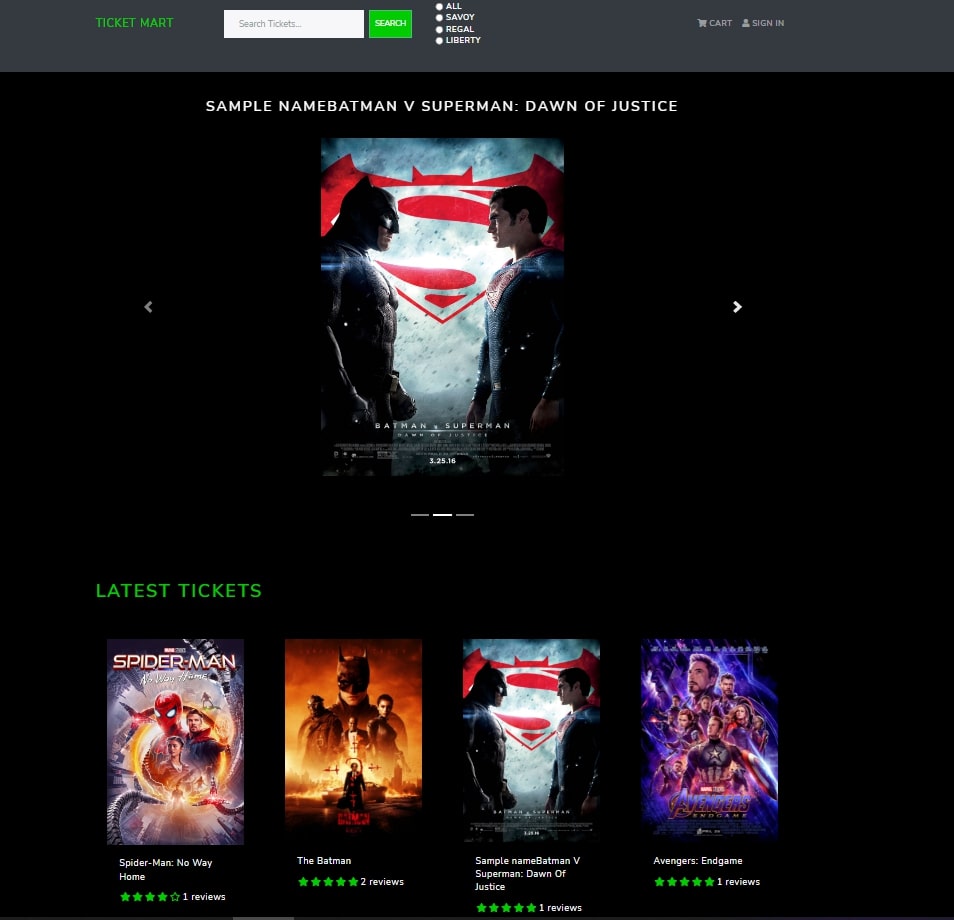 TICKET MART
Search Tickets...
SEARCH
ALL
SAVOY
REGAL
LIBERTY
CART
SIGN IN
SAMPLE NAMEBATMAN V SUPERMAN: DAWN OF JUSTICE
BATMAN v SUPERMAN
DAWN OF JUSTICE
3.25.16
LATEST TICKETS
SPIDER-MAN
No Way Home
THE
BATMAN
BATMAN v SUPERMAN
DAWN OF JUSTICE
3.25.16
AVENGERS
ENDGAME
Spider-Man: No Way
Home
1 reviews
The Batman
2 reviews
Sample nameBatman V
Superman: Dawn Of
Justice
1 reviews
Avengers: Endgame
1 reviews